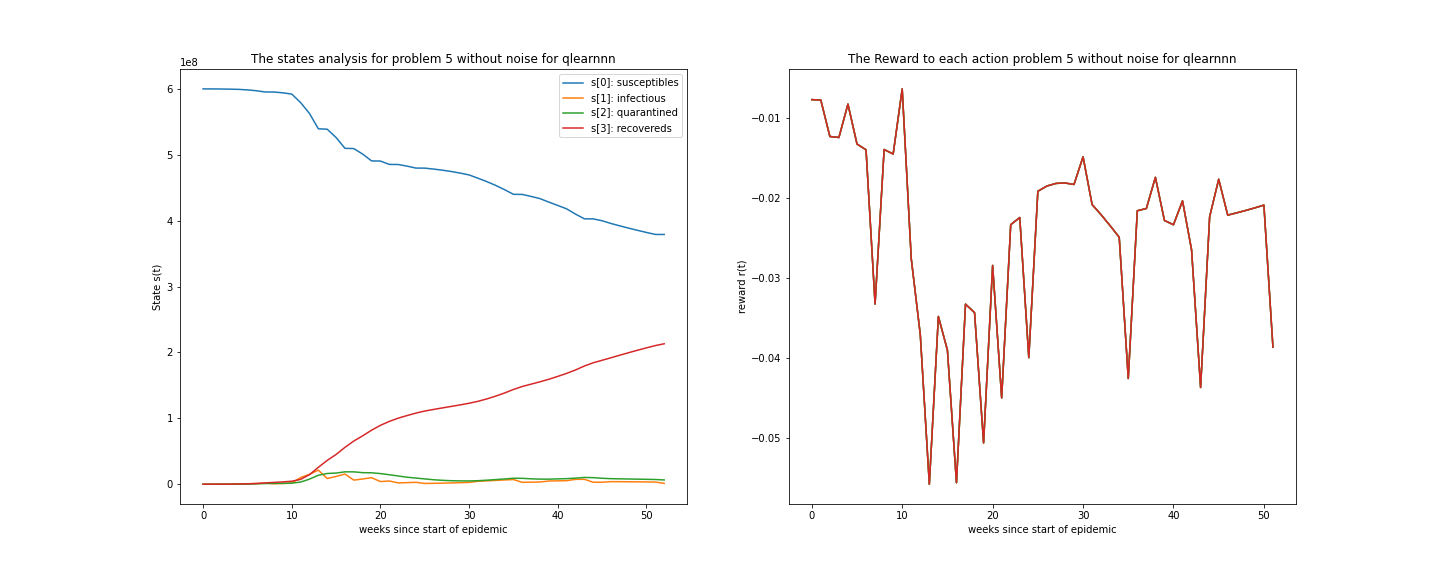 The states analysis for problem 5 without noise for qlearnnn
1e8
6
5
4
3
2
1
0
State s(t)
s[0]: susceptibles
s[1]: infectious
s[2]: quarantined
s[3]: recovereds
0 10 20 30 40 50
weeks since start of epidemic
The Reward to each action problem 5 without noise for qlearnnn
−0.01
−0.02
−0.03
−0.04
−0.05
reward r(t)
0 10 20 30 40 50
weeks since start of epidemic